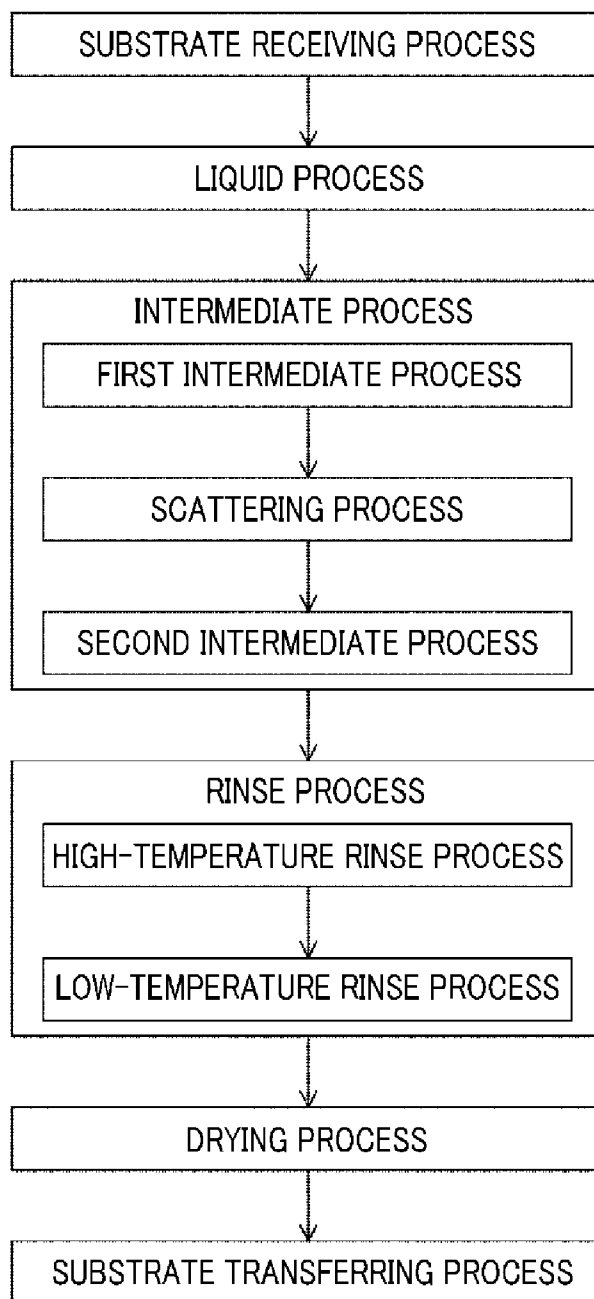 SUBSTRATE RECEIVING PROCESS
LIQUID PROCESS
INTERMEDIATE PROCESS
FIRST INTERMEDIATE PROCESS
SCATTERING PROCESS
SECOND INTERMEDIATE PROCESS
RINSE PROCESS
HIGH-TEMPERATURE RINSE PROCESS
LOW-TEMPERATURE RINSE PROCESS
DRYING PROCESS
SUBSTRATE TRANSFERRING PROCESS